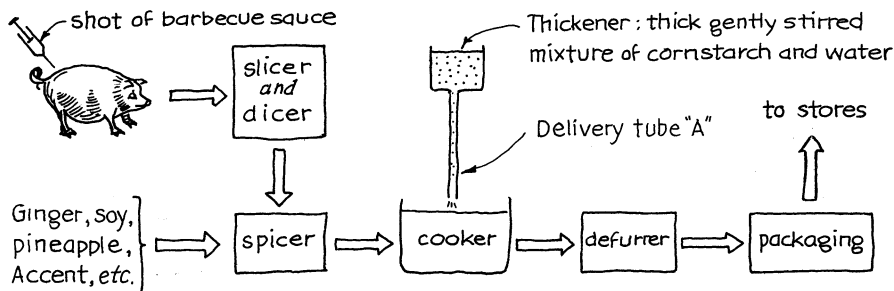 shot of barbecue sauce
slicer
and
dicer
Thickener: thick gently stirred
mixture of cornstarch and water
Delivery tube "A"
to stores
Ginger, soy,
pineapple,
Accent, etc.
spicer
cooker
defurrer
packaging